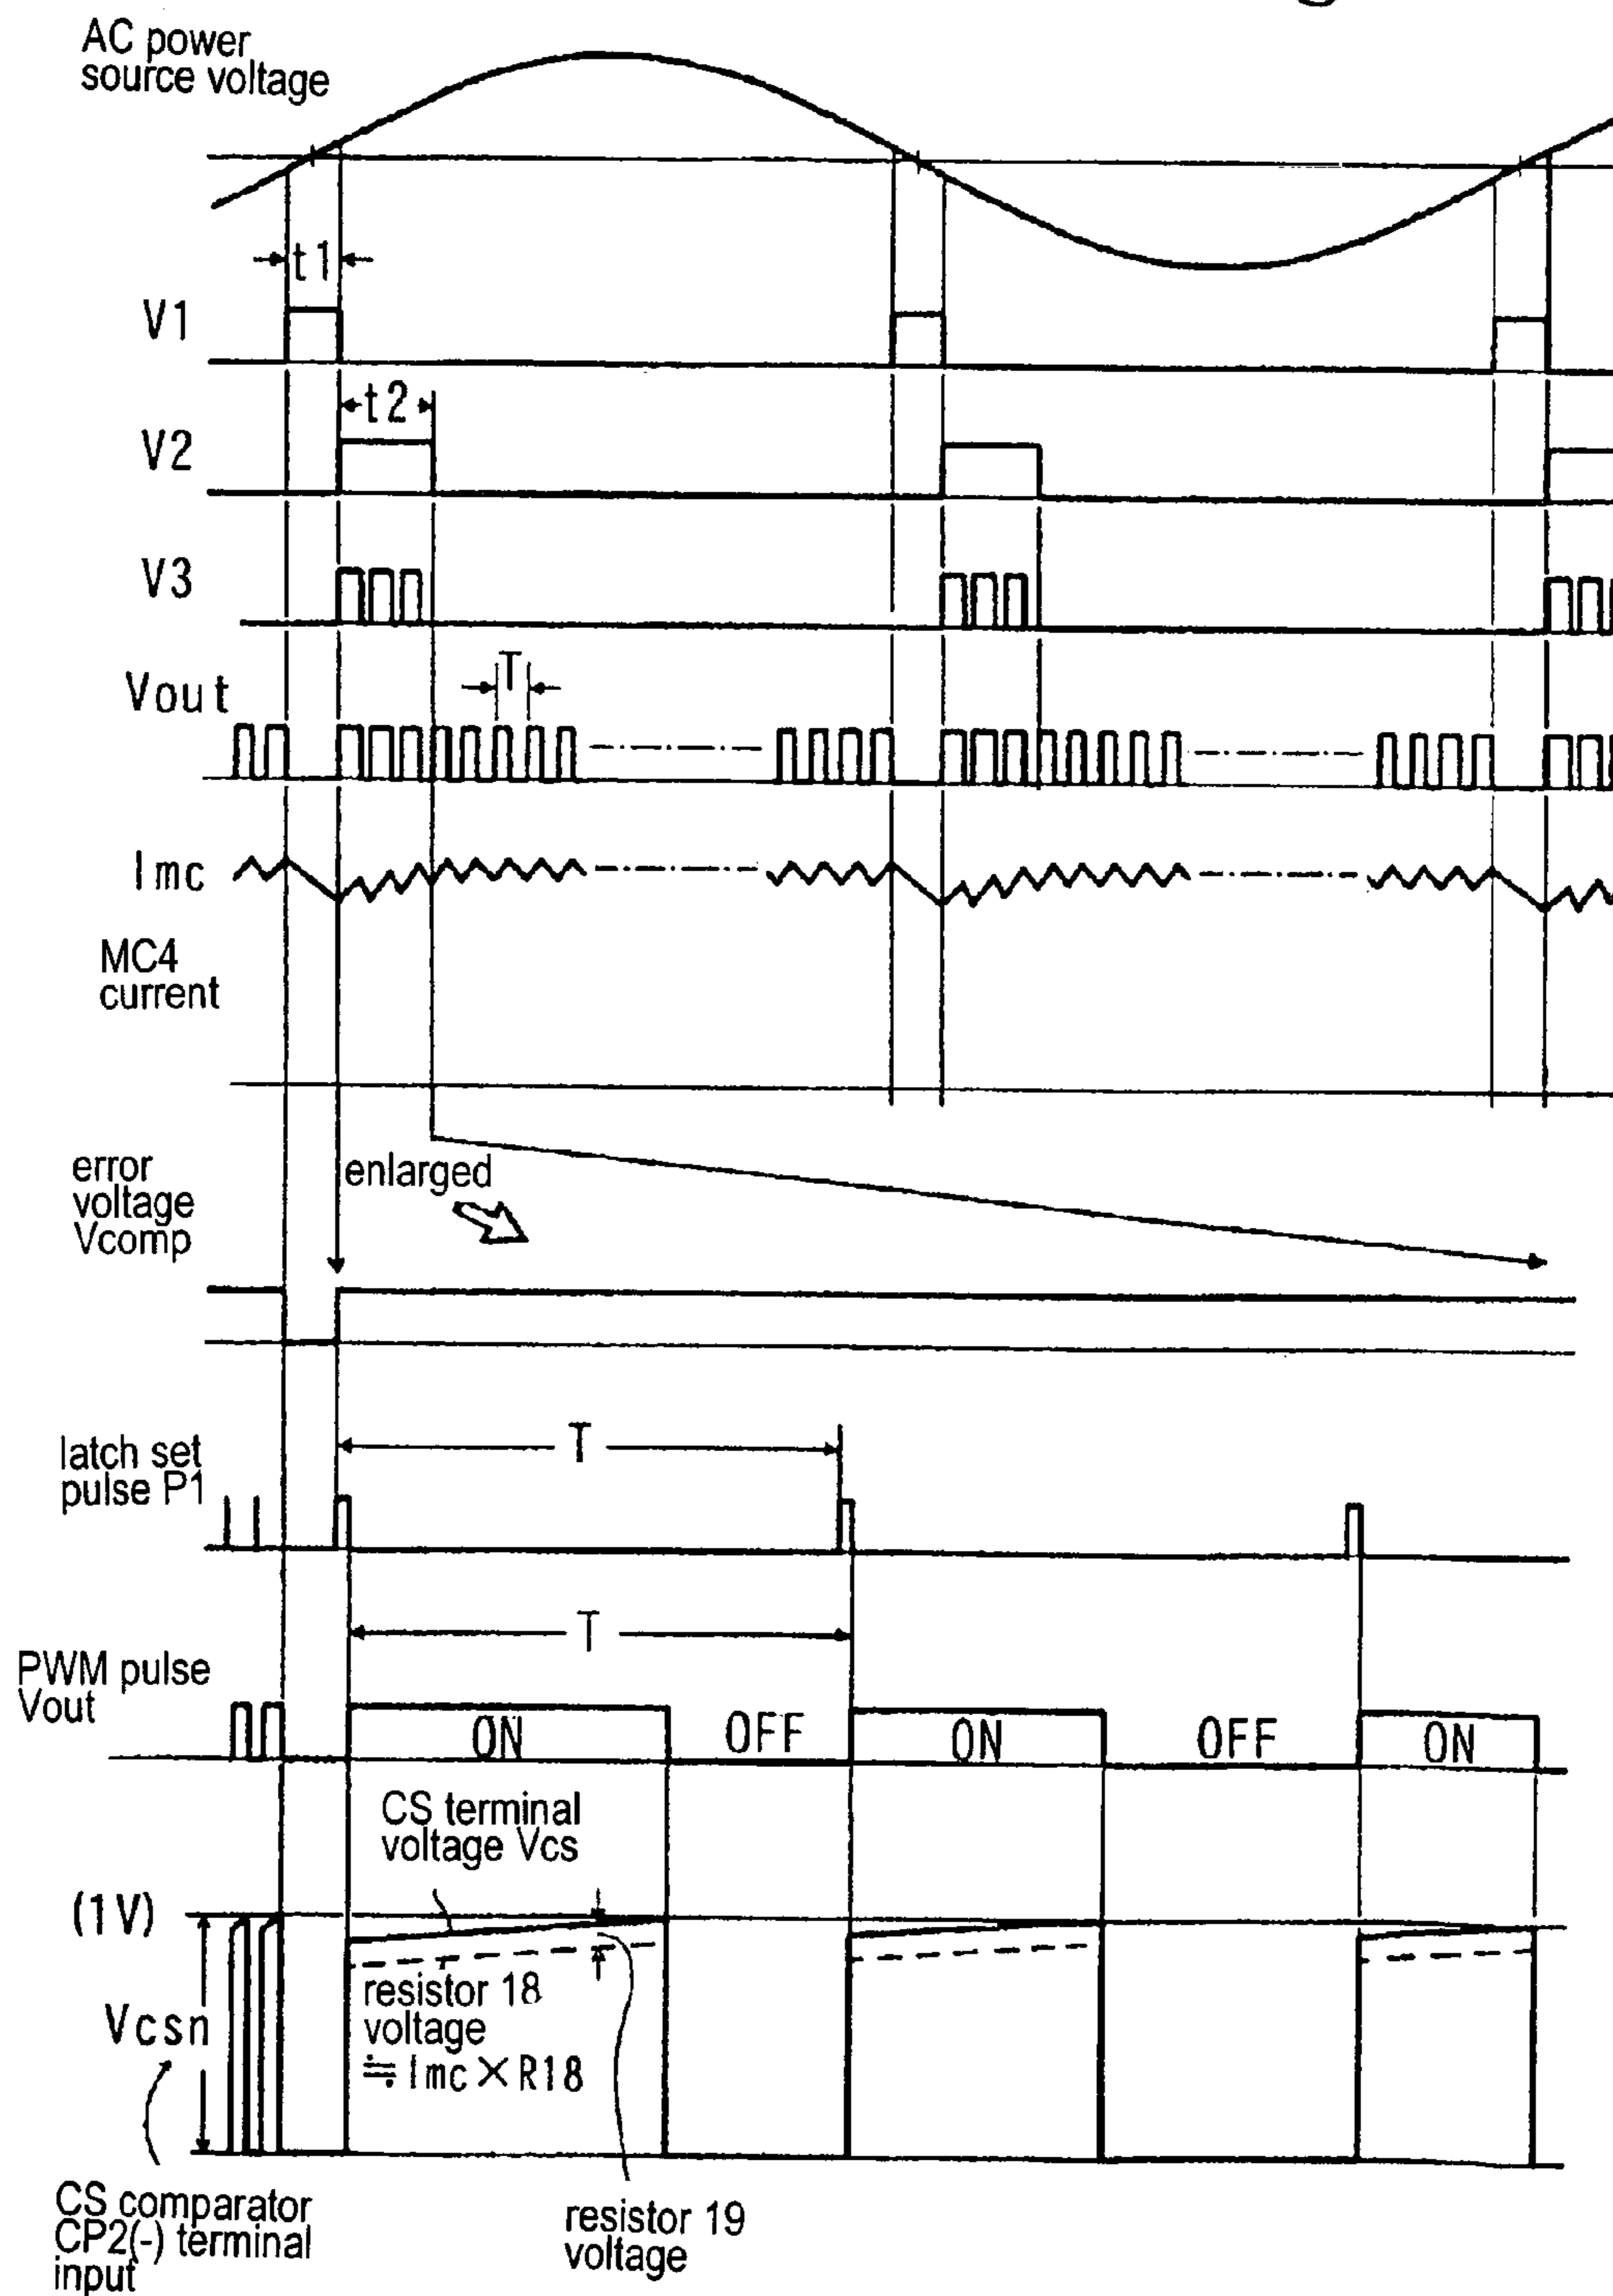 AC power
source voltage
t1
V1
t2
V2
V3
T
Vout
Imc
MC4
current
error
voltage
Vcomp
enlarged
T
latch set
pulse P1
T
PWM pulse
Vout
ON
OFF
ON
OFF
ON
CS terminal
voltage Vcs
(1V)
resistor 18
voltage
≒Imc×R18
Vcsn
CS comparator
CP2(-) terminal
input
resistor 19
voltage